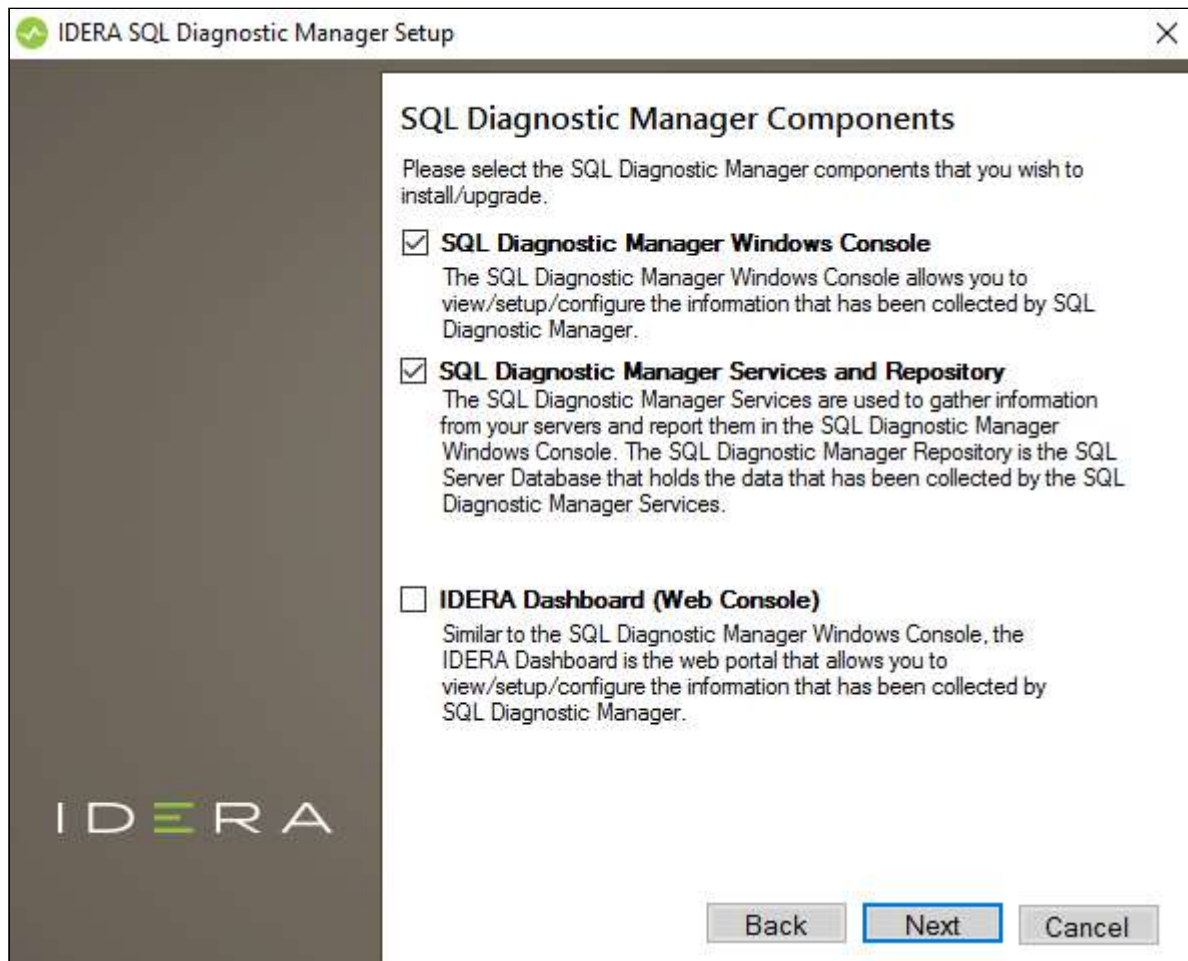 IDERA SQL Diagnostic Manager Setup
SQL Diagnostic Manager Components
Please select the SQL Diagnostic Manager components that you wish to
install/upgrade.
SQL Diagnostic Manager Windows Console
The SQL Diagnostic Manager Windows Console allows you to
view/setup/configure the information that has been collected by SQL
Diagnostic Manager.
SQL Diagnostic Manager Services and Repository
The SQL Diagnostic Manager Services are used to gather information
from your servers and report them in the SQL Diagnostic Manager
Windows Console. The SQL Diagnostic Manager Repository is the SQL
Server Database that holds the data that has been collected by the SQL
Diagnostic Manager Services.
IDERA Dashboard (Web Console)
Similar to the SQL Diagnostic Manager Windows Console, the
IDERA Dashboard is the web portal that allows you to
view/setup/configure the information that has been collected by
SQL Diagnostic Manager.
IDERA
Back Next Cancel